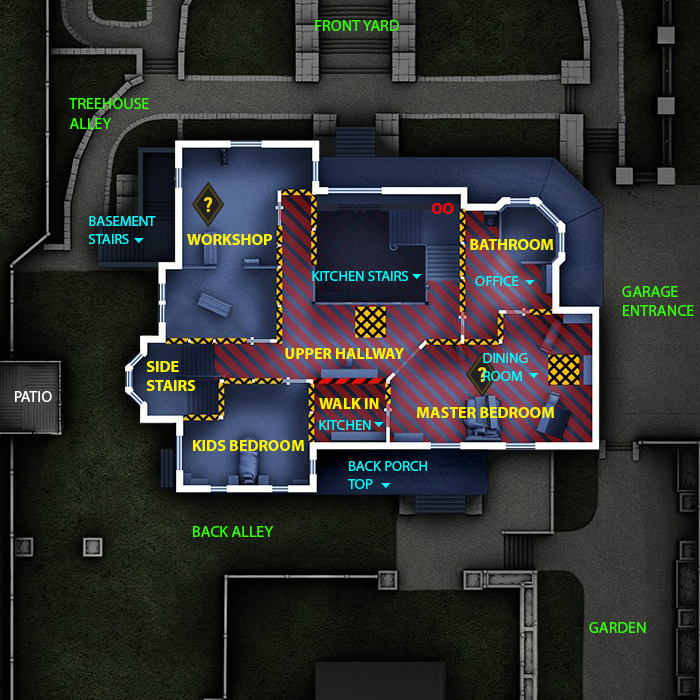 FRONT YARD
TREEHOUSE
ALLEY
?
OO
BASEMENT
STAIRS
WORKSHOP
BATHROOM
KITCHEN STAIRS
OFFICE
GARAGE
ENTRANCE
UPPER HALLWAY
SIDE
STAIRS
DINING
ROOM
?
PATIO
WALK IN
KITCHEN
MASTER BEDROOM
KIDS BEDROOM
BACK PORCH
TOP
BACK ALLEY
GARDEN